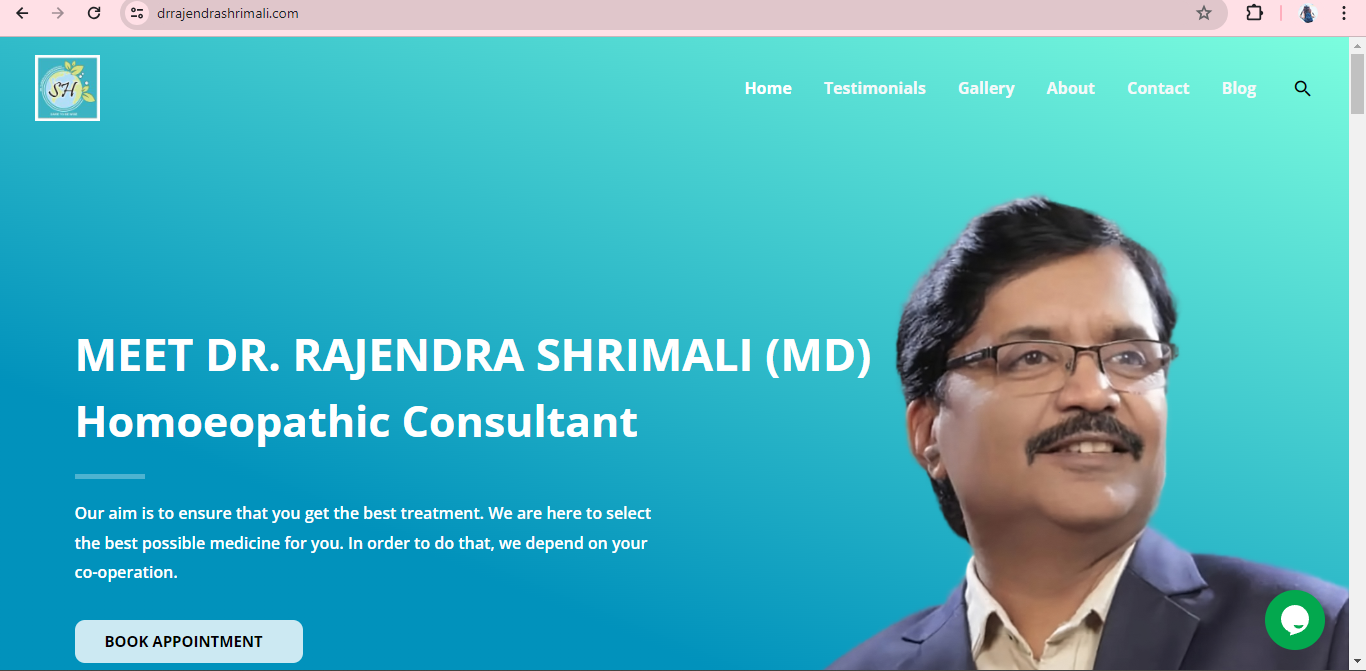 drrajendrashrimali.com
SH
Home Testimonials Gallery About Contact Blog
MEET DR. RAJENDRA SHRIMALI (MD)
Homoeopathic Consultant
Our aim is to ensure that you get the best treatment. We are here to select
the best possible medicine for you. In order to do that, we depend on your
co-operation.
BOOK APPOINTMENT